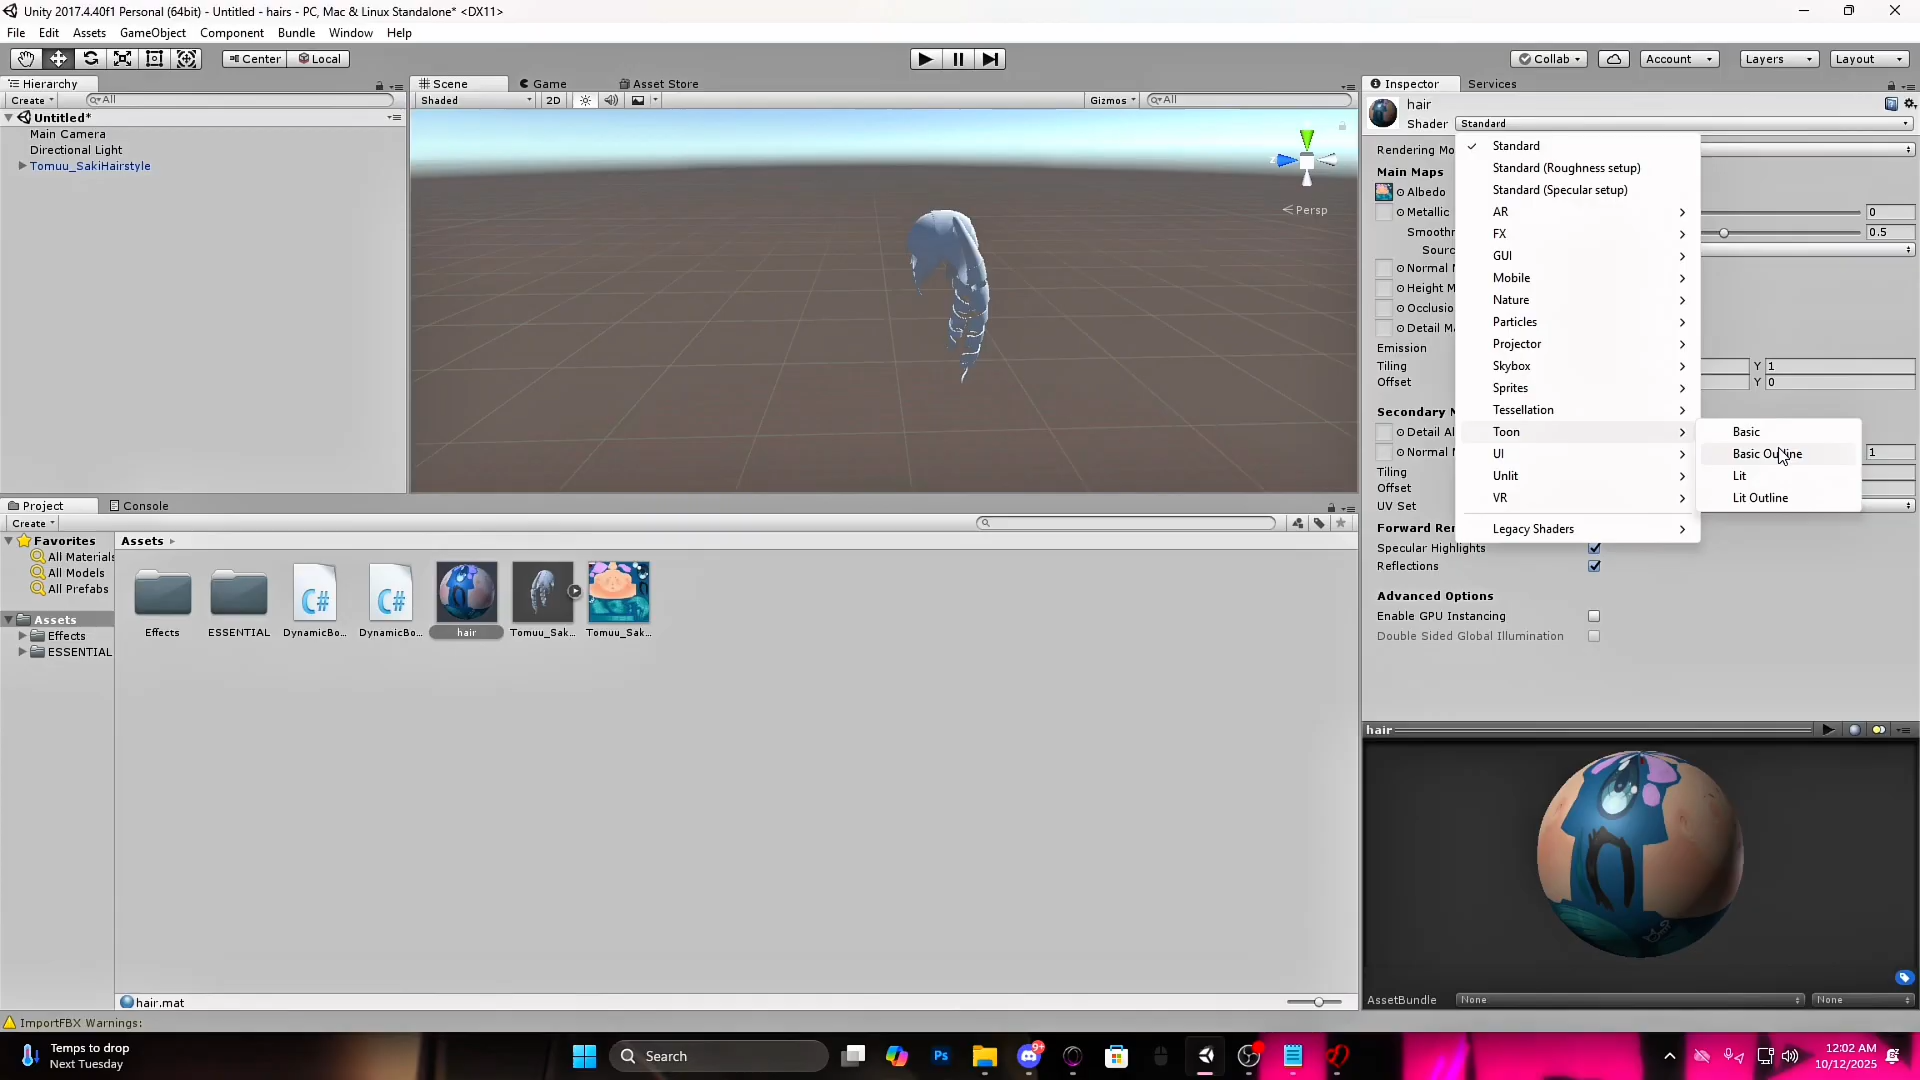 Unity 2017.4.40f1 Personal (64bit) - Untitled - hairs - PC, Mac & Linux Standalone* <DX11>
File Edit Assets GameObject Component Bundle Window Help
Center Local
Collab Account Layers Layout
Hierarchy
Create All
Untitled*
Main Camera
Directional Light
Tomuu_SakiHairstyle
Scene Game Asset Store
Shaded 2D Gizmos All
Persp
Inspector Services
hair
Shader Standard
Rendering Mo
Main Maps
Albedo
Metallic 0
Smoothn 0.5
Sourc
Normal M
Height M
Occlusio
Detail Ma
Emission
Tiling Y 1
Offset Y 0
Secondary M
Detail Al
Normal M 1
Tiling
Offset
UV Set
Forward Ren
Specular Highlights
Reflections
Advanced Options
Enable GPU Instancing
Double Sided Global Illumination
Standard
Standard (Roughness setup)
Standard (Specular setup)
AR
FX
GUI
Mobile
Nature
Particles
Projector
Skybox
Sprites
Tessellation
Toon
UI
Unlit
VR
Legacy Shaders
Basic
Basic Outline
Lit
Lit Outline
Project Console
Create
Favorites
All Materials
All Models
All Prefabs
Assets
Effects
ESSENTIAL
Assets
Effects ESSENTIAL DynamicBo... DynamicBo... hair Tomuu_Sak... Tomuu_Sak...
hair.mat
hair
AssetBundle None None
ImportFBX Warnings:
Temps to drop
Next Tuesday
Search
Ps
9+
12:02 AM
10/12/2025